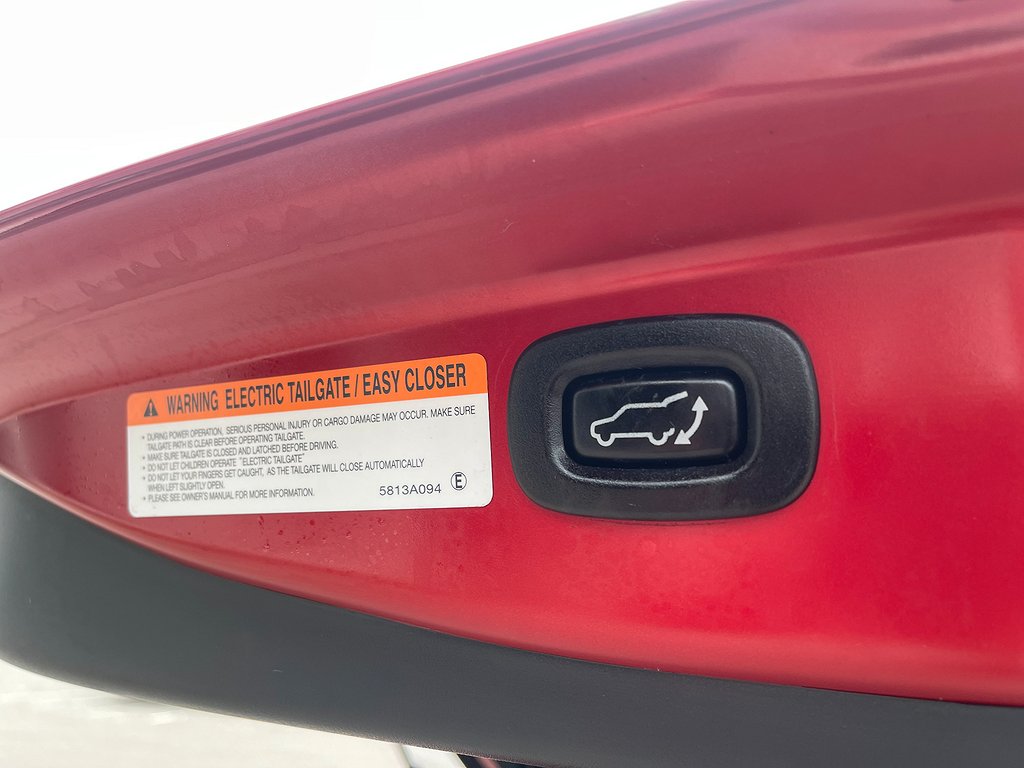 WARNING ELECTRIC TAILGATE / EASY CLOSER
DURING POWER OPERATION, SERIOUS PERSONAL INJURY OR CARGO DAMAGE MAY OCCUR. MAKE SURE
TAILGATE PATH IS CLEAR BEFORE OPERATING TAILGATE.
MAKE SURE TAILGATE IS CLOSED AND LATCHED BEFORE DRIVING.
DO NOT LET CHILDREN OPERATE "ELECTRIC TAILGATE"
DO NOT LET YOUR FINGERS GET CAUGHT, AS THE TAILGATE WILL CLOSE AUTOMATICALLY
WHEN LEFT SLIGHTLY OPEN.
PLEASE SEE OWNER'S MANUAL FOR MORE INFORMATION.
5813A094 E